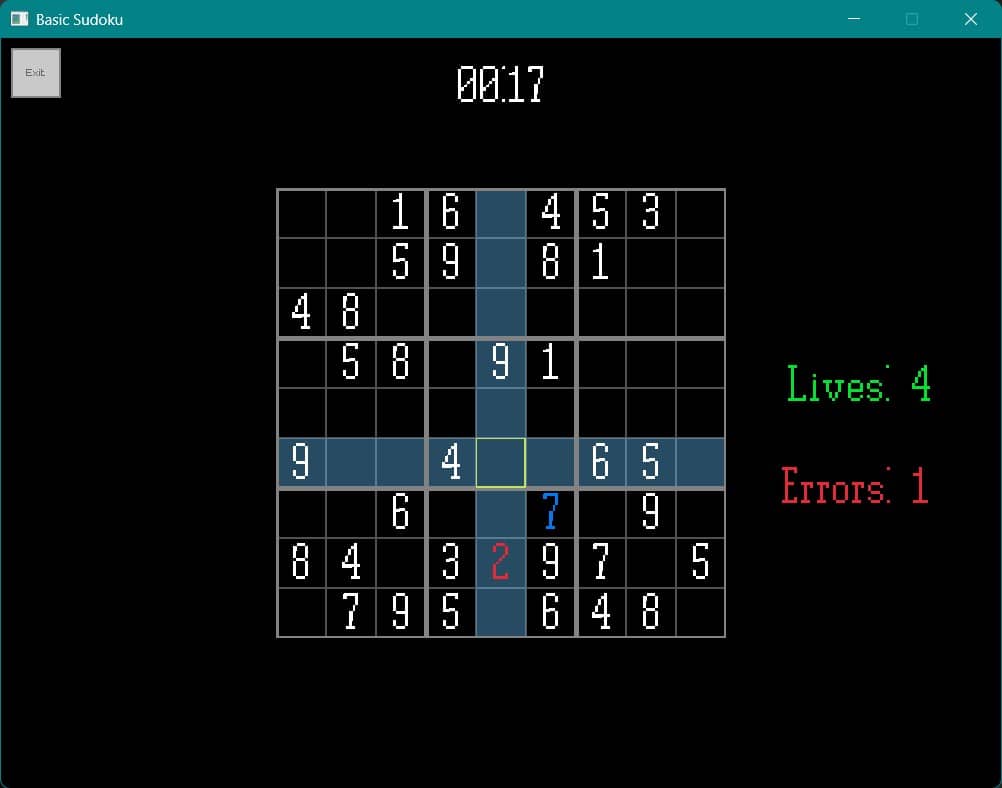 Basic Sudoku
Exit
00:17
1 6 4 5 3
5 9 8 1
4 8
5 8 9 1
Lives: 4
9 4 6 5
Errors: 1
6 7 9
8 4 3 2 9 7 5
7 9 5 6 4 8